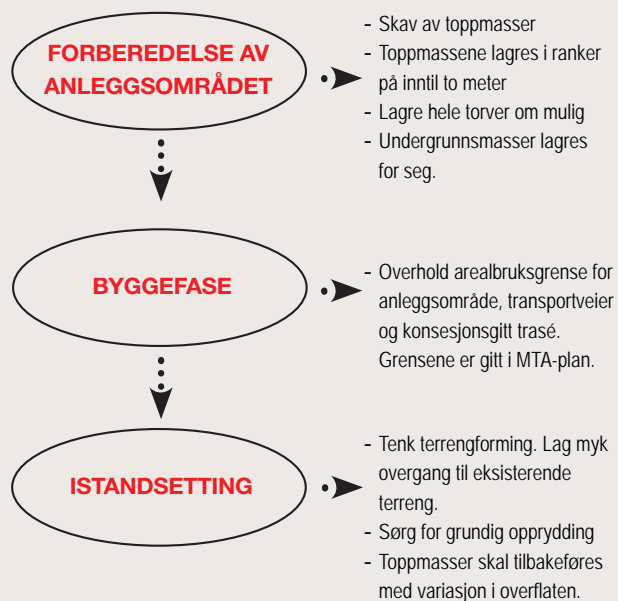 FORBEREDELSE AV
ANLEGGSOMRÅDET
- Skav av toppmasser
- Toppmassene lagres i ranker
på inntil to meter
- Lagre hele torver om mulig
- Undergrunnsmasser lagres
for seg.
BYGGEFASE
- Overhold arealbruksgrense for
anleggsområde, transportveier
og konsesjonsgitt trasé.
Grensene er gitt i MTA-plan.
ISTANDSETTING
- Tenk terrengforming. Lag myk
overgang til eksisterende
terreng.
- Sørg for grundig opprydding
- Toppmasser skal tilbakeføres
med variasjon i overflaten.